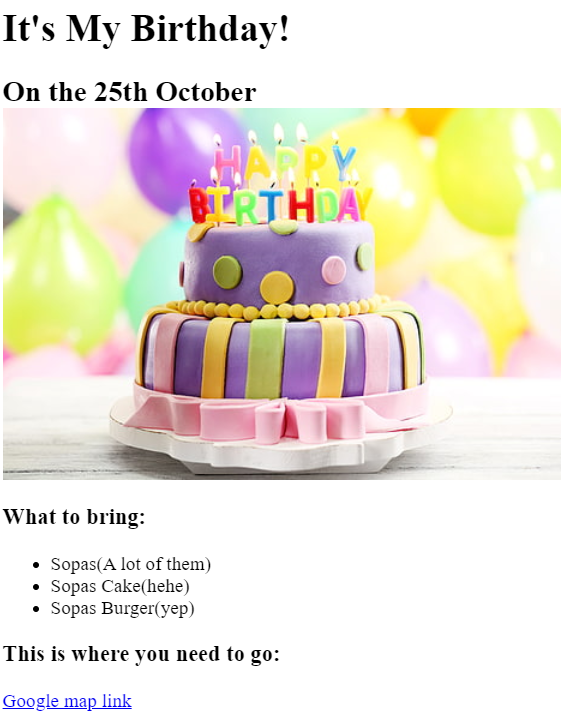 It's My Birthday!
On the 25th October
HAPPY
BIRTHDAY
What to bring:
Sopas(A lot of them)
Sopas Cake(hehe)
Sopas Burger(yep)
This is where you need to go:
Google map link